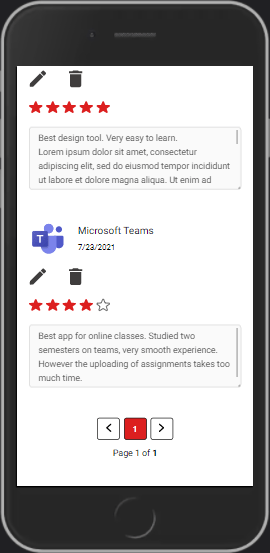 Best design tool. Very easy to learn.
Lorem ipsum dolor sit amet, consectetur
adipiscing elit, sed do eiusmod tempor incididunt
ut labore et dolore magna aliqua. Ut enim ad
T
Microsoft Teams
7/23/2021
Best app for online classes. Studied two
semesters on teams, very smooth experience.
However the uploading of assignments takes too
much time.
< 1 >
Page 1 of 1